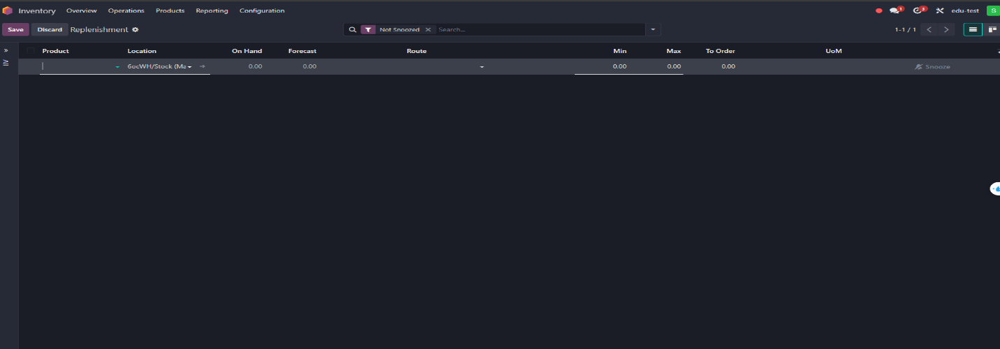 Inventory Overview Operations Products Reporting Configuration 1 3 edu-test S
Save Discard Replenishment Not Snoozed Search... 1-1 / 1
Product Location On Hand Forecast Route Min Max To Order UoM
6ocWH/Stock (Ma 0.00 0.00 0.00 0.00 0.00 Snooze